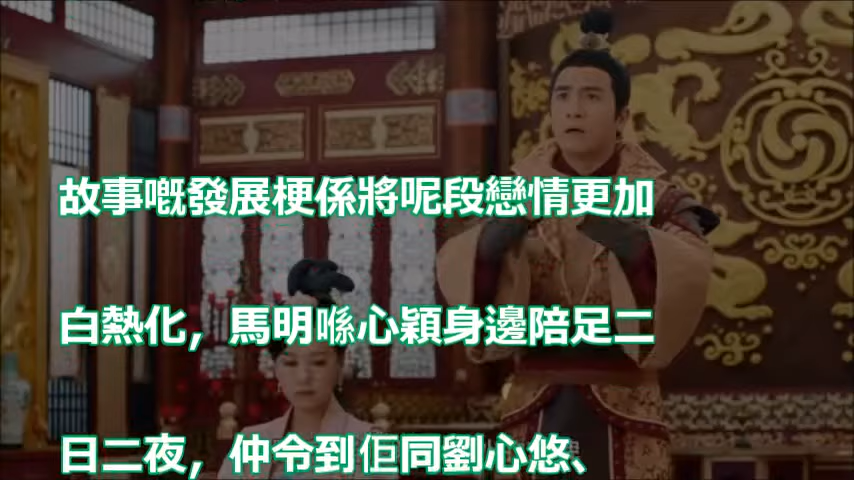 故事嘅發展梗係將呢段戀情更加
白熱化，馬明喺心穎身邊陪足二
日二夜，仲令到佢同劉心悠、